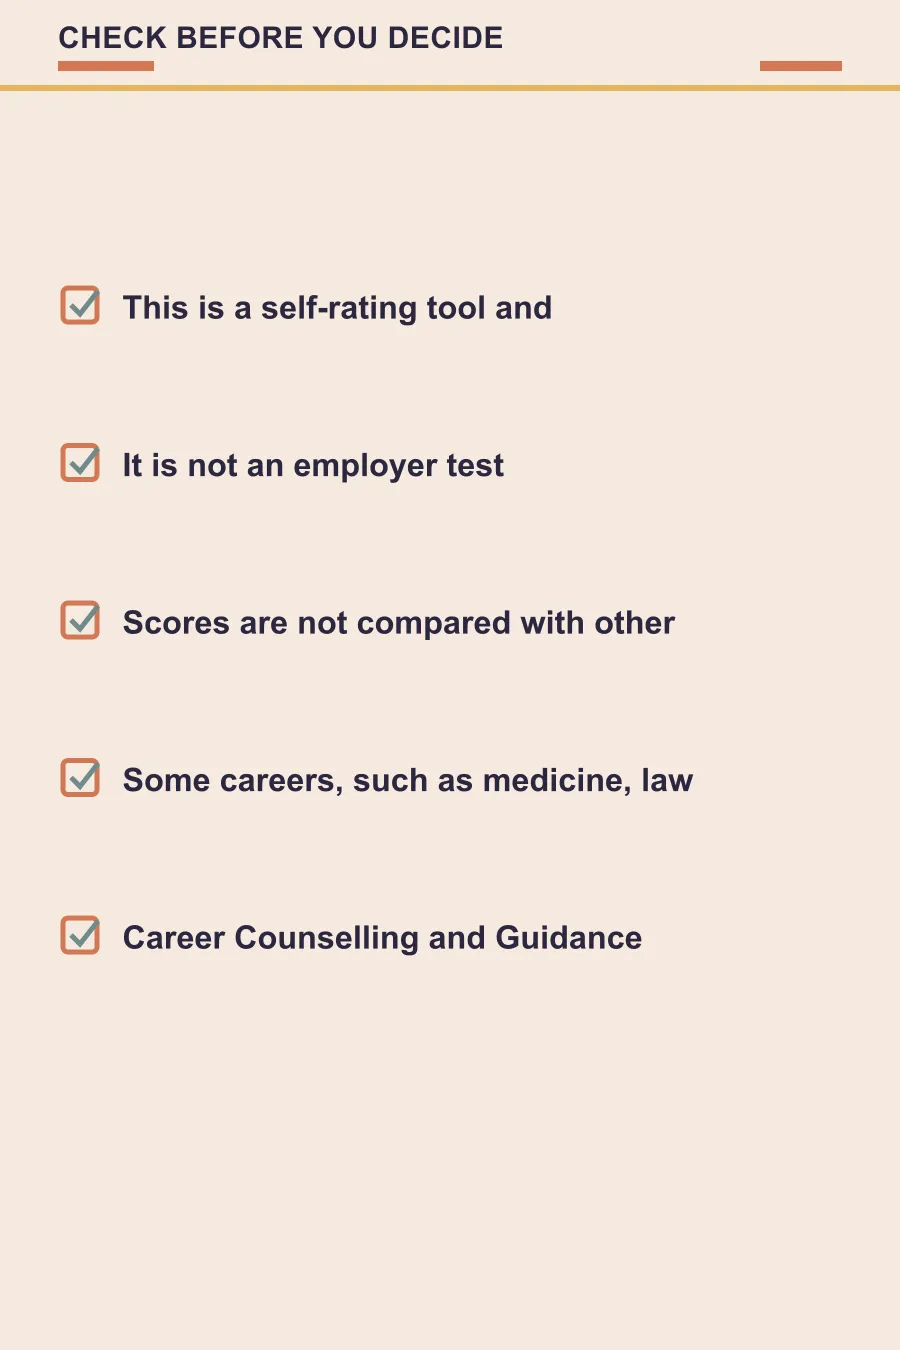 CHECK BEFORE YOU DECIDE
This is a self-rating tool and
It is not an employer test
Scores are not compared with other
Some careers, such as medicine, law
Career Counselling and Guidance